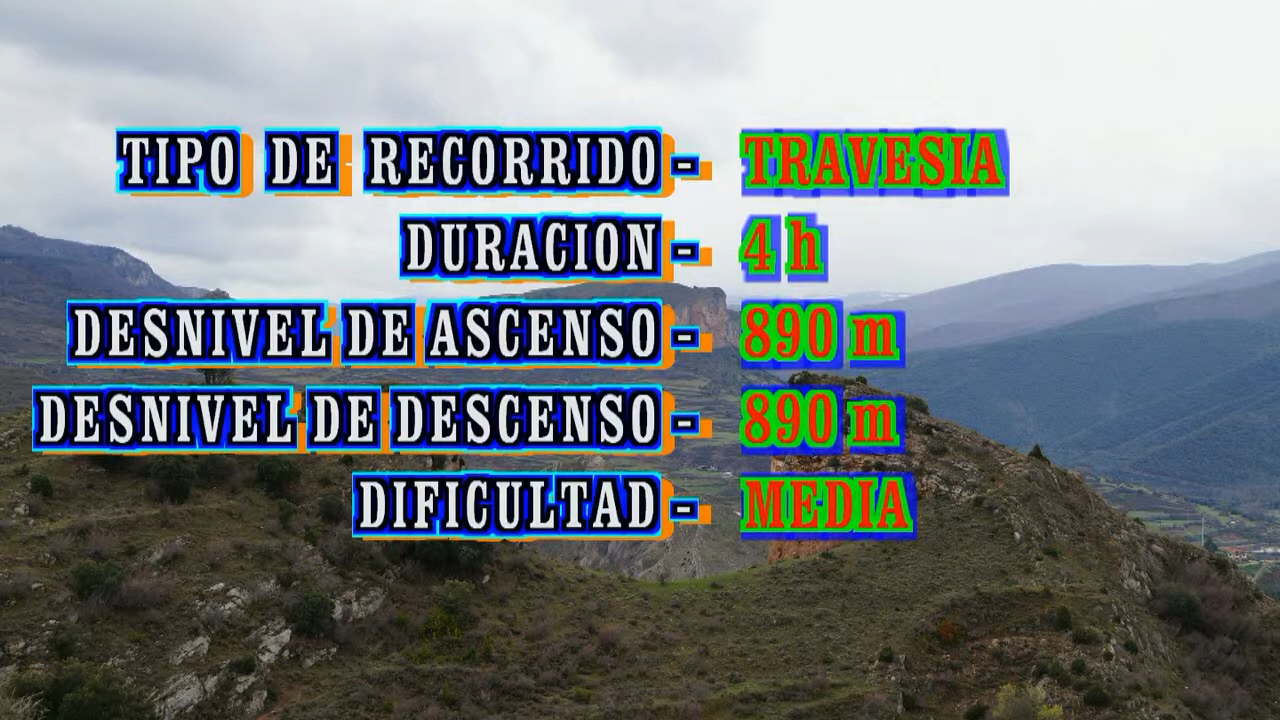 TIPO DE RECORRIDO - TRAVESIA
DURACION - 4 h
DESNIVEL DE ASCENSO - 890 m
DESNIVEL DE DESCENSO - 890 m
DIFICULTAD - MEDIA